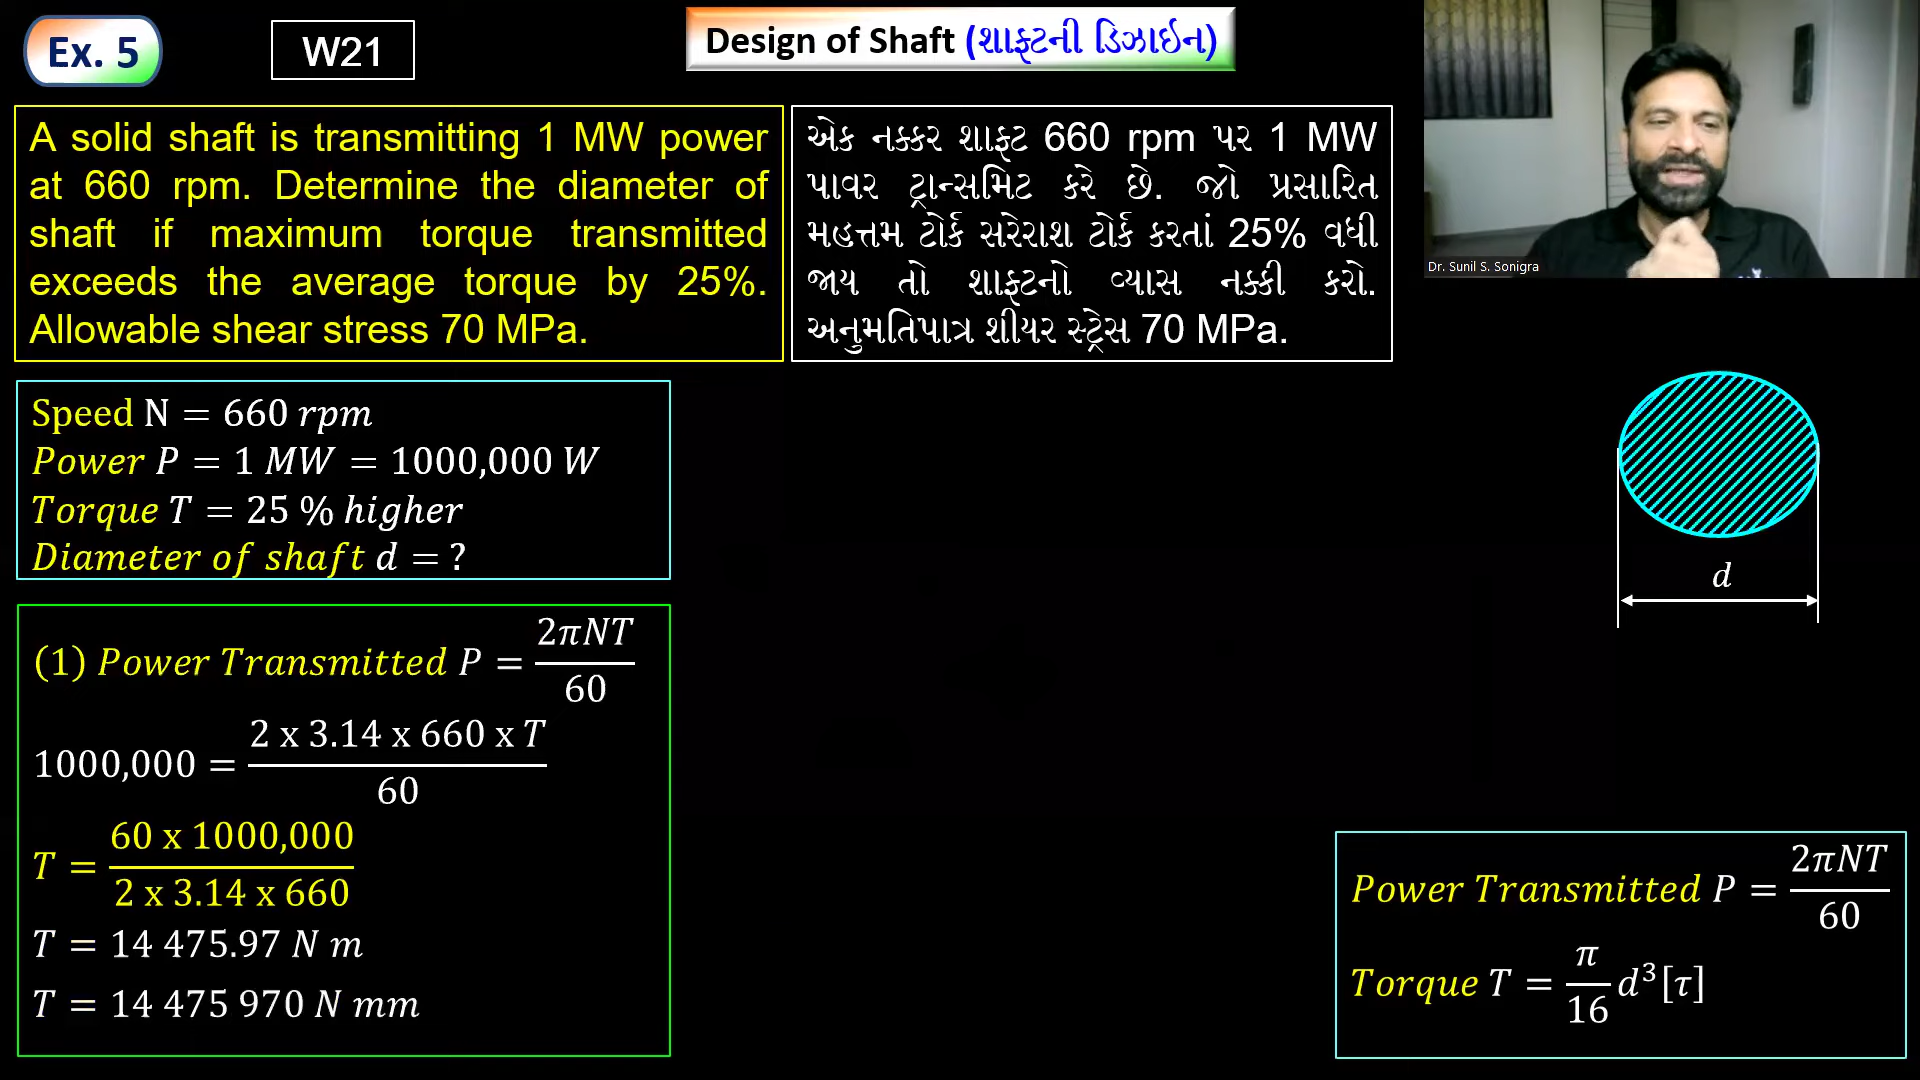 Ex. 5
W21
Design of Shaft (શાફ્ટની ડિઝાઈન)
A solid shaft is transmitting 1 MW power
at 660 rpm. Determine the diameter of
shaft if maximum torque transmitted
exceeds the average torque by 25%.
Allowable shear stress 70 MPa.
એક નક્કર શાફ્ટ 660 rpm પર 1 MW
પાવર ટ્રાન્સમિટ કરે છે. જો પ્રસારિત
મહત્તમ ટોર્ક સરેરાશ ટોર્ક કરતાં 25% વધી
જાય તો શાફ્ટનો વ્યાસ નક્કી કરો.
અનુમતિપાત્ર શીયર સ્ટ્રેસ 70 MPa.
Dr. Sunil S. Sonigra
Speed N = 660 rpm
Power P = 1 MW = 1000,000 W
Torque T = 25 % higher
Diameter of shaft d = ?
d
(1) Power Transmitted P = 2πNT/60
1000,000 = 2 x 3.14 x 660 x T/60
T = 60 x 1000,000/2 x 3.14 x 660
T = 14 475.97 N m
T = 14 475 970 N mm
Power Transmitted P = 2πNT/60
Torque T = π/16 d³[τ]